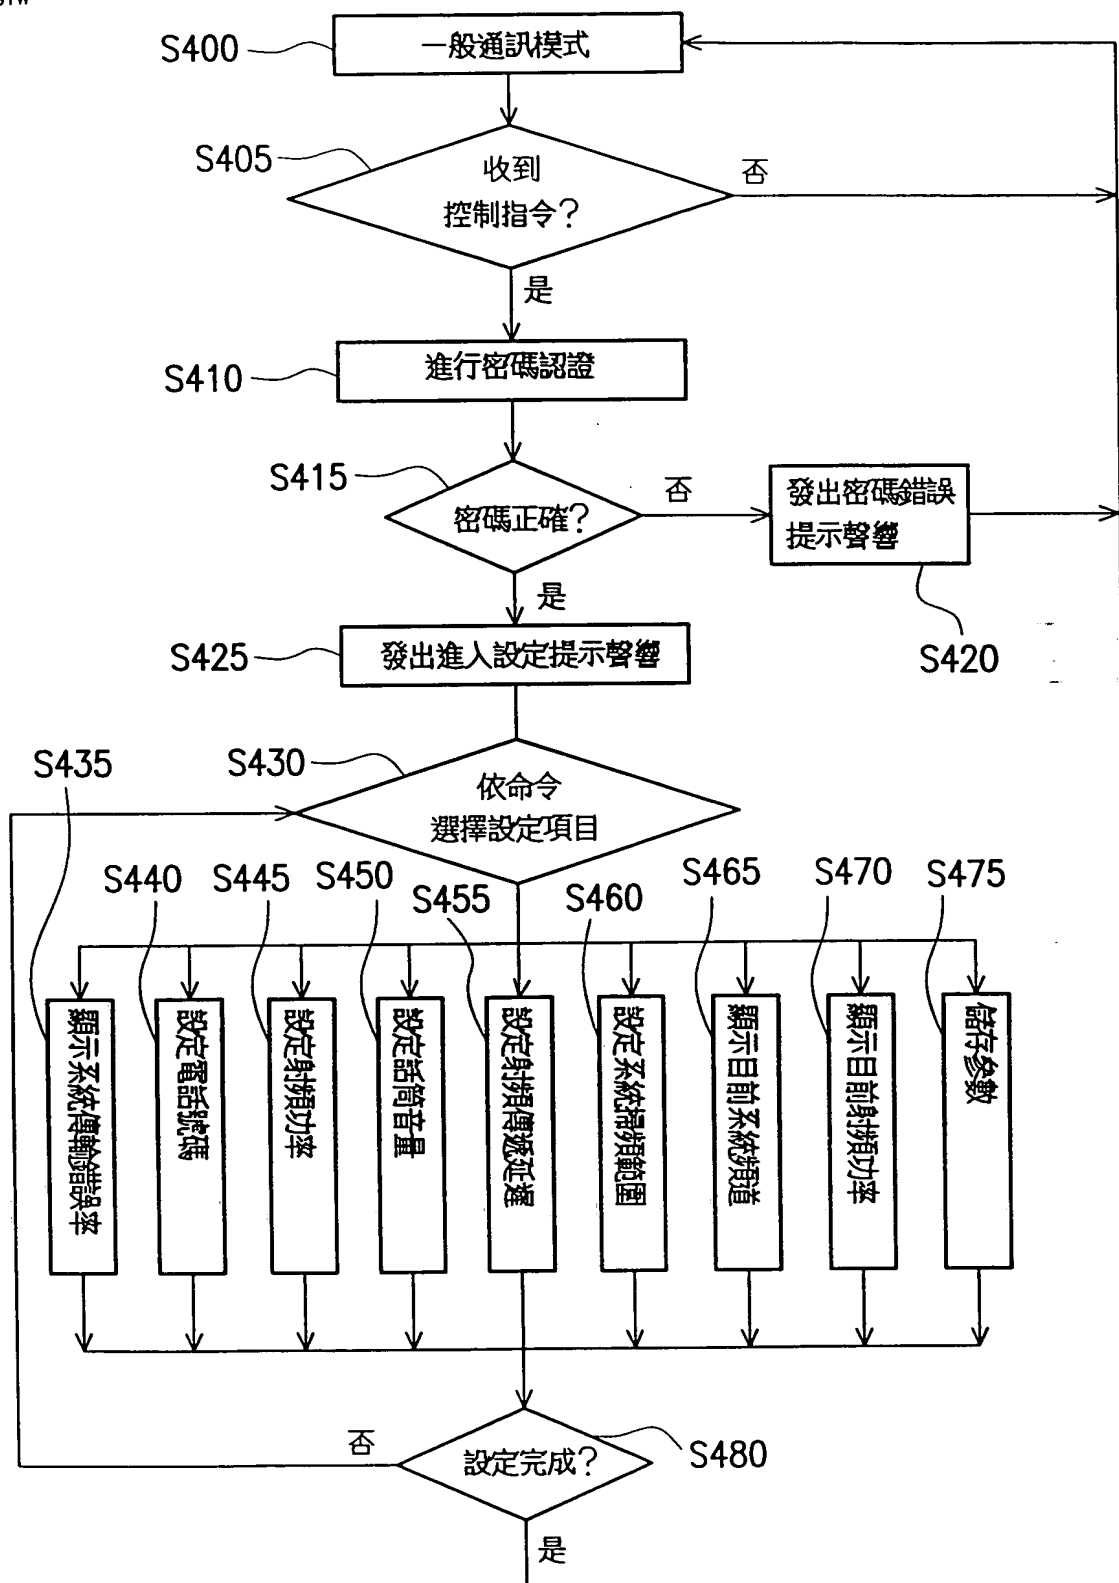 S400
一般通訊模式
S405
收到
控制指令?
否
是
S410
進行密碼認證
S415
密碼正確?
否
發出密碼錯誤
提示聲響
S420
是
S425
發出進入設定提示聲響
S435
S430
依命令
選擇設定項目
S440
S445
S450
S455
S460
S465
S470
S475
顯示系統傳輸錯誤率
設定電話號碼
設定射頻功率
設定話筒音量
設定射頻傳遞延遲
設定系統掃頻範圍
顯示目前系統頻道
顯示目前射頻功率
儲存參數
否
設定完成?
S480
是